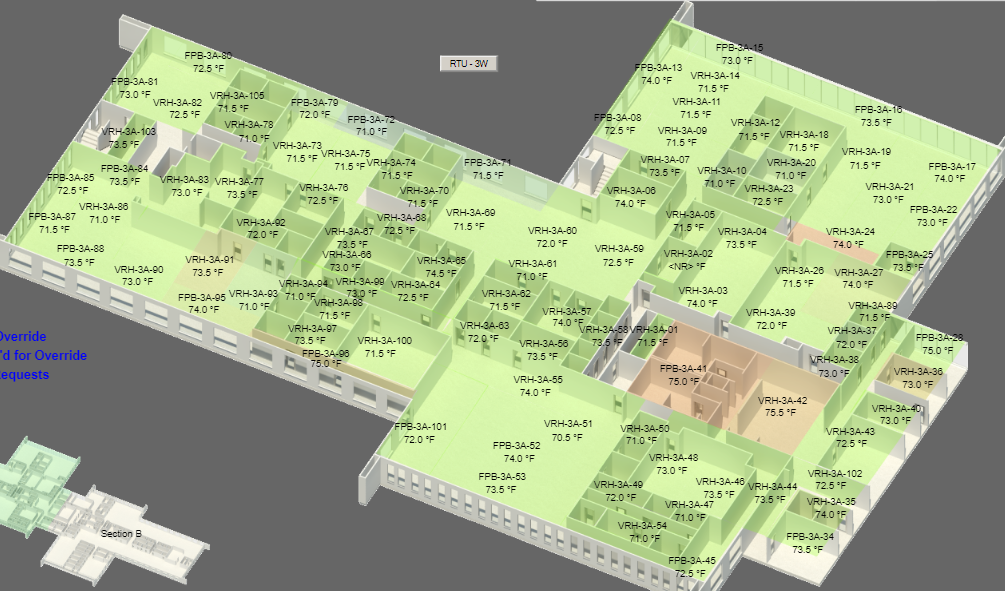 RTU - 3W
FPB-3A-80
72.5 °F
FPB-3A-81
73.0 °F
VRH-3A-82
72.5 °F
VRH-3A-105
71.5 °F
FPB-3A-79
72.0 °F
FPB-3A-72
71.0 °F
VRH-3A-78
71.0 °F
VRH-3A-103
73.5 °F
VRH-3A-73
71.5 °F
VRH-3A-75
71.5 °F
VRH-3A-74
71.5 °F
FPB-3A-71
71.5 °F
FPB-3A-84
73.5 °F
FPB-3A-85
72.5 °F
VRH-3A-83
73.0 °F
VRH-3A-77
73.5 °F
VRH-3A-76
72.5 °F
VRH-3A-70
71.5 °F
VRH-3A-86
71.0 °F
FPB-3A-87
71.5 °F
VRH-3A-92
72.0 °F
VRH-3A-68
72.5 °F
VRH-3A-69
71.5 °F
VRH-3A-67
73.5 °F
FPB-3A-88
73.5 °F
VRH-3A-66
73.0 °F
VRH-3A-65
74.5 °F
VRH-3A-91
73.5 °F
VRH-3A-90
73.0 °F
VRH-3A-94
71.0 °F
VRH-3A-99
73.0 °F
VRH-3A-64
72.5 °F
FPB-3A-95
74.0 °F
VRH-3A-93
71.0 °F
VRH-3A-98
71.5 °F
VRH-3A-97
73.5 °F
VRH-3A-100
71.5 °F
FPB-3A-96
75.0 °F
FPB-3A-15
73.0 °F
FPB-3A-13
74.0 °F
VRH-3A-14
71.5 °F
VRH-3A-11
71.5 °F
FPB-3A-16
73.5 °F
FPB-3A-08
72.5 °F
VRH-3A-09
71.5 °F
VRH-3A-12
71.5 °F
VRH-3A-18
71.5 °F
VRH-3A-19
71.5 °F
VRH-3A-07
73.5 °F
VRH-3A-10
71.0 °F
VRH-3A-20
71.0 °F
FPB-3A-17
74.0 °F
VRH-3A-06
74.0 °F
VRH-3A-23
72.5 °F
VRH-3A-21
73.0 °F
VRH-3A-05
71.5 °F
FPB-3A-22
73.0 °F
VRH-3A-60
72.0 °F
VRH-3A-04
73.5 °F
VRH-3A-24
74.0 °F
VRH-3A-59
72.5 °F
VRH-3A-02
<NR> °F
FPB-3A-25
73.5 °F
VRH-3A-61
71.0 °F
VRH-3A-26
71.5 °F
VRH-3A-27
74.0 °F
VRH-3A-62
71.5 °F
VRH-3A-03
74.0 °F
VRH-3A-57
74.0 °F
VRH-3A-39
72.0 °F
VRH-3A-89
71.5 °F
VRH-3A-63
72.0 °F
VRH-3A-58
73.5 °F
VRH-3A-01
71.5 °F
VRH-3A-37
72.0 °F
FPB-3A-28
75.0 °F
VRH-3A-56
73.5 °F
VRH-3A-38
73.0 °F
FPB-3A-41
75.0 °F
VRH-3A-36
73.0 °F
VRH-3A-55
74.0 °F
VRH-3A-42
75.5 °F
VRH-3A-40
73.0 °F
FPB-3A-101
72.0 °F
VRH-3A-51
70.5 °F
VRH-3A-50
71.0 °F
VRH-3A-43
72.5 °F
FPB-3A-52
74.0 °F
VRH-3A-48
73.0 °F
FPB-3A-53
73.5 °F
VRH-3A-49
72.0 °F
VRH-3A-46
73.5 °F
VRH-3A-44
73.5 °F
VRH-3A-102
72.5 °F
VRH-3A-47
71.0 °F
VRH-3A-35
74.0 °F
VRH-3A-54
71.0 °F
FPB-3A-34
73.5 °F
FPB-3A-45
72.5 °F
Override
'd for Override
equests
Section B